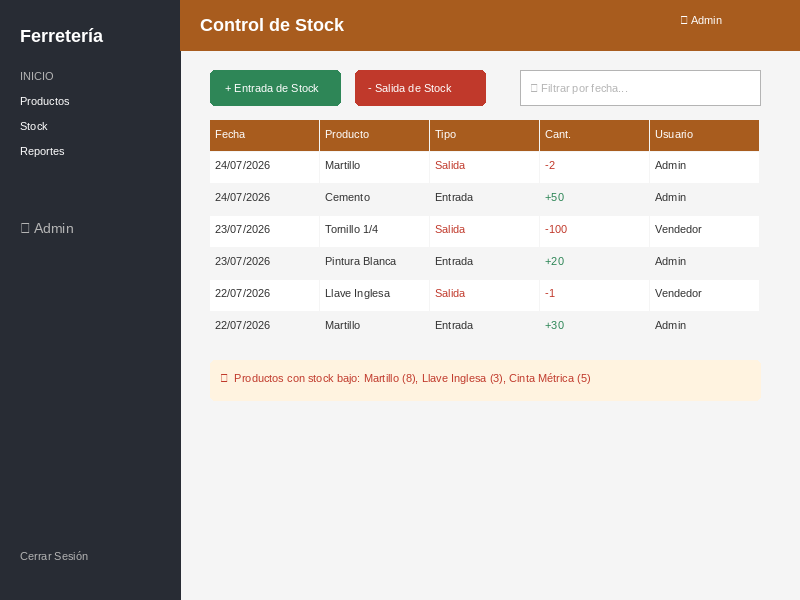 Ferretería
INICIO
Productos
Stock
Reportes
Admin
Cerrar Sesión
Control de Stock
Admin
+ Entrada de Stock
- Salida de Stock
Filtrar por fecha...
Fecha Producto Tipo Cant. Usuario
24/07/2026 Martillo Salida -2 Admin
24/07/2026 Cemento Entrada +50 Admin
23/07/2026 Tornillo 1/4 Salida -100 Vendedor
23/07/2026 Pintura Blanca Entrada +20 Admin
22/07/2026 Llave Inglesa Salida -1 Vendedor
22/07/2026 Martillo Entrada +30 Admin
Productos con stock bajo: Martillo (8), Llave Inglesa (3), Cinta Métrica (5)